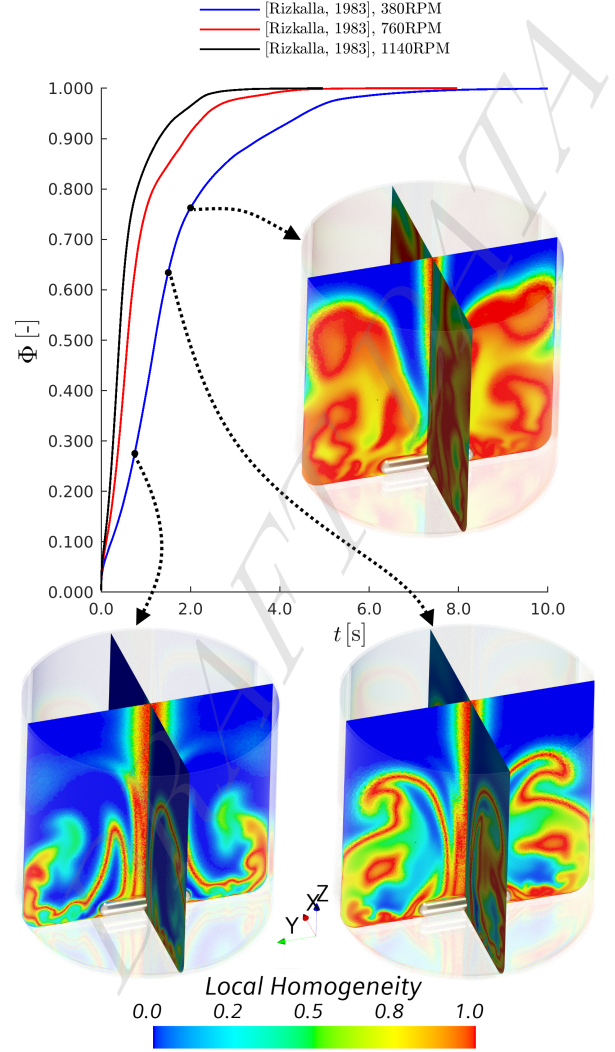 [Rizkalla, 1983] , 380RPM
[Rizkalla, 1983] , 760RPM
[Rizkalla, 1983] , 1140RPM
1.000
0.900
0.800
0.700
0.600
0.500
0.400
0.300
0.200
0.100
0.000
Φ [-]
0.0 2.0 4.0 6.0 8.0 10.0
t [s]
DRAFT DATA
X Z
Y
Local Homogeneity
0.0 0.2 0.5 0.8 1.0